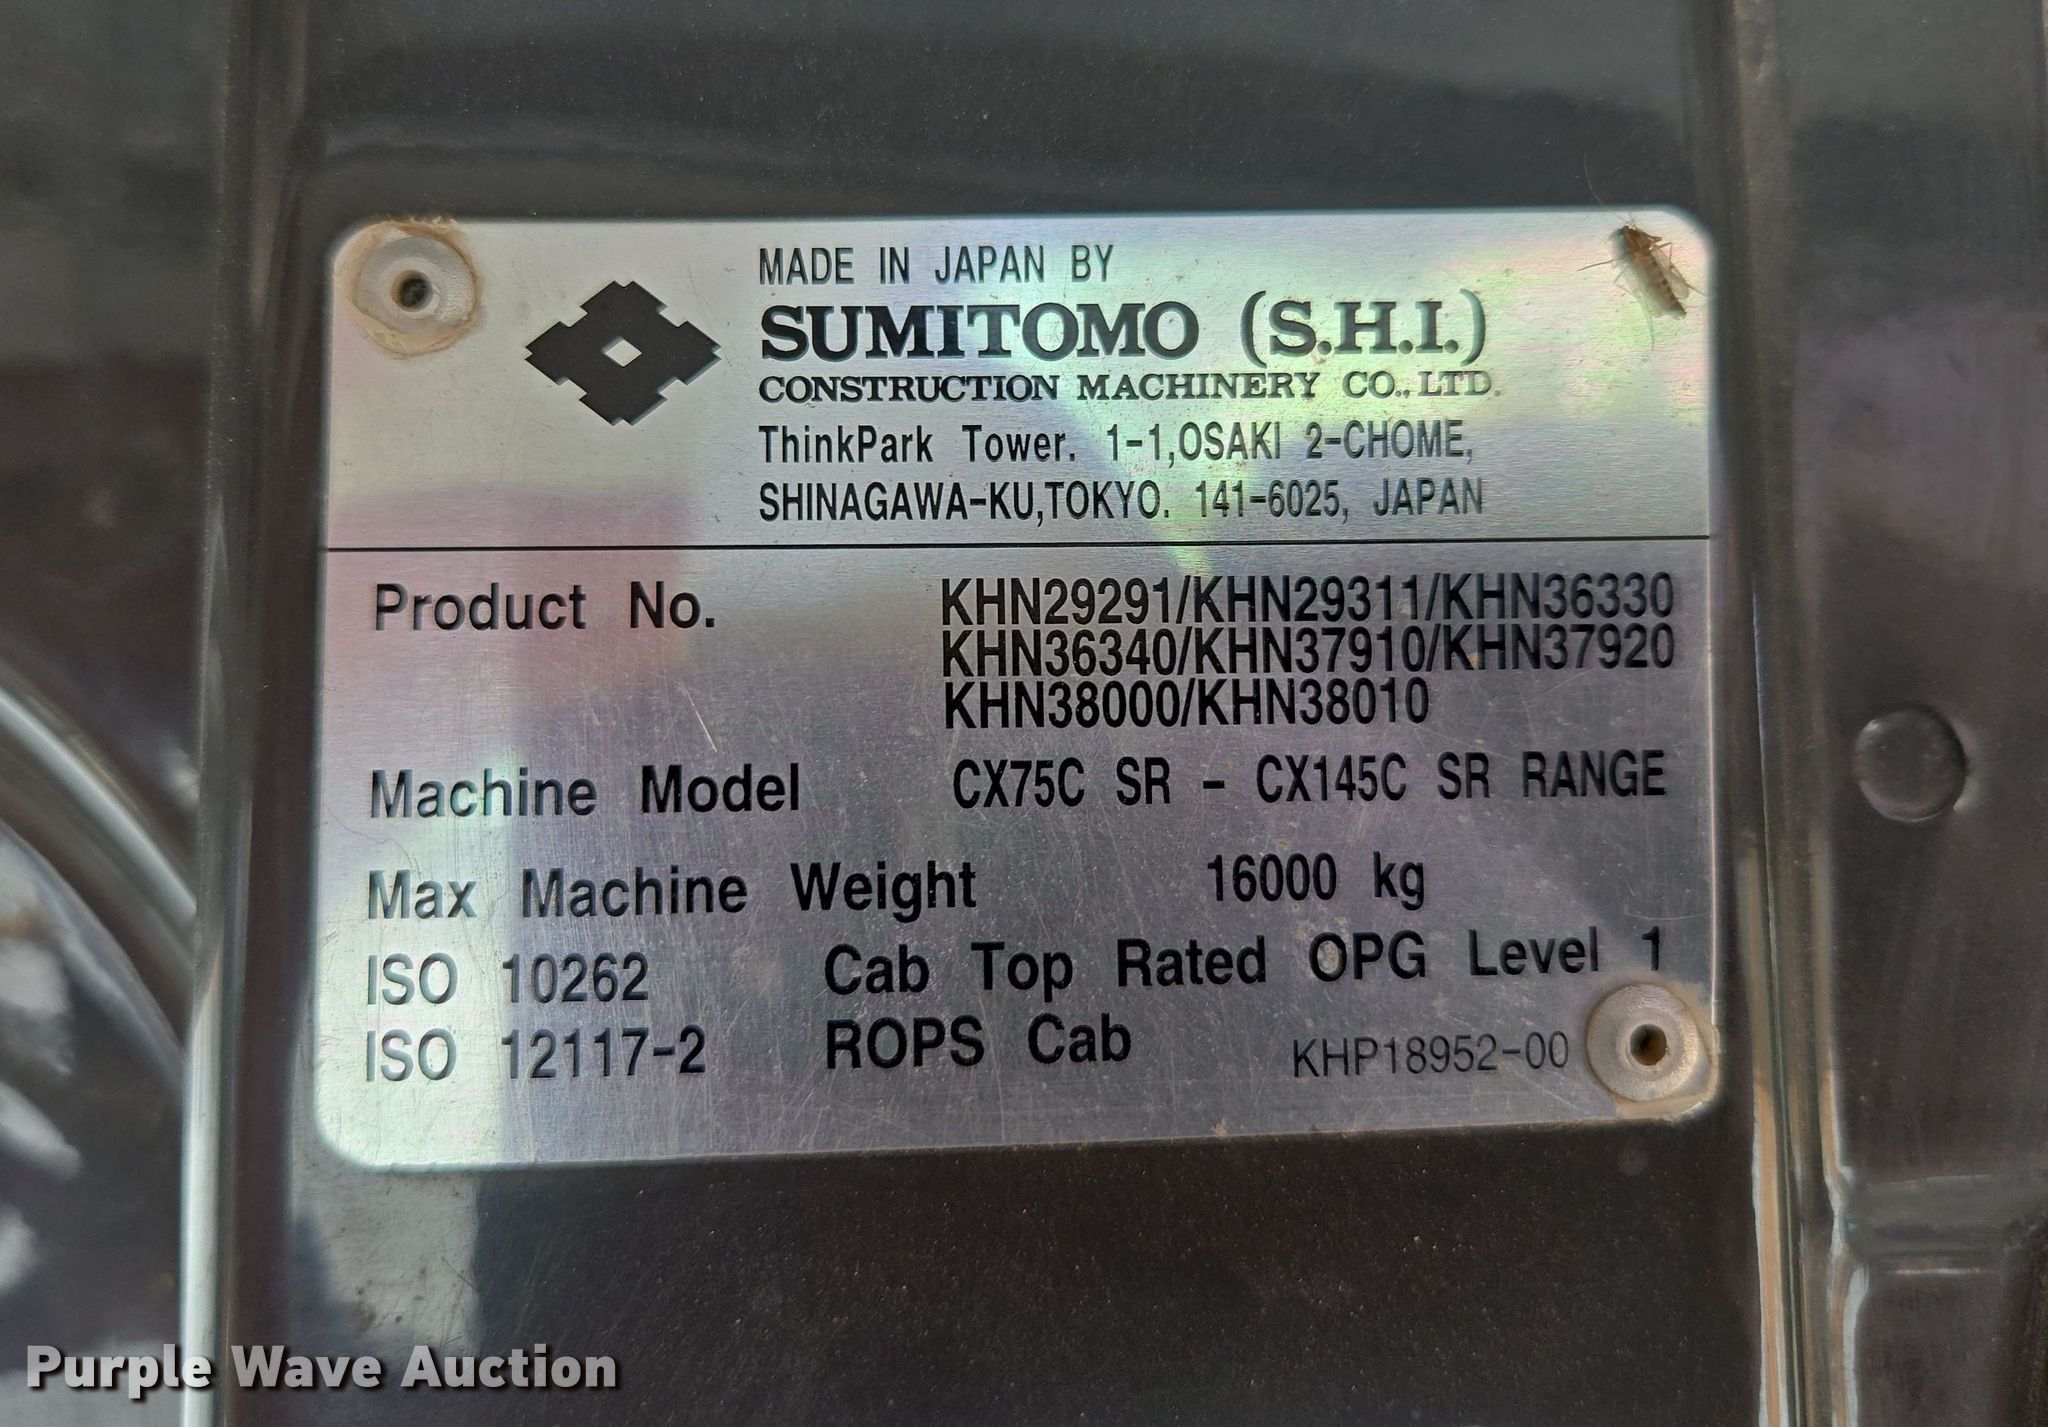 MADE IN JAPAN BY
SUMITOMO (S.H.I.)
CONSTRUCTION MACHINERY CO., LTD.
ThinkPark Tower. 1-1,OSAKI 2-CHOME,
SHINAGAWA-KU,TOKYO. 141-6025, JAPAN
Product No. KHN29291/KHN29311/KHN36330
KHN36340/KHN37910/KHN37920
KHN38000/KHN38010
Machine Model CX75C SR - CX145C SR RANGE
Max Machine Weight 16000 kg
ISO 10262 Cab Top Rated OPG Level 1
ISO 12117-2 ROPS Cab KHP18952-00
Purple Wave Auction